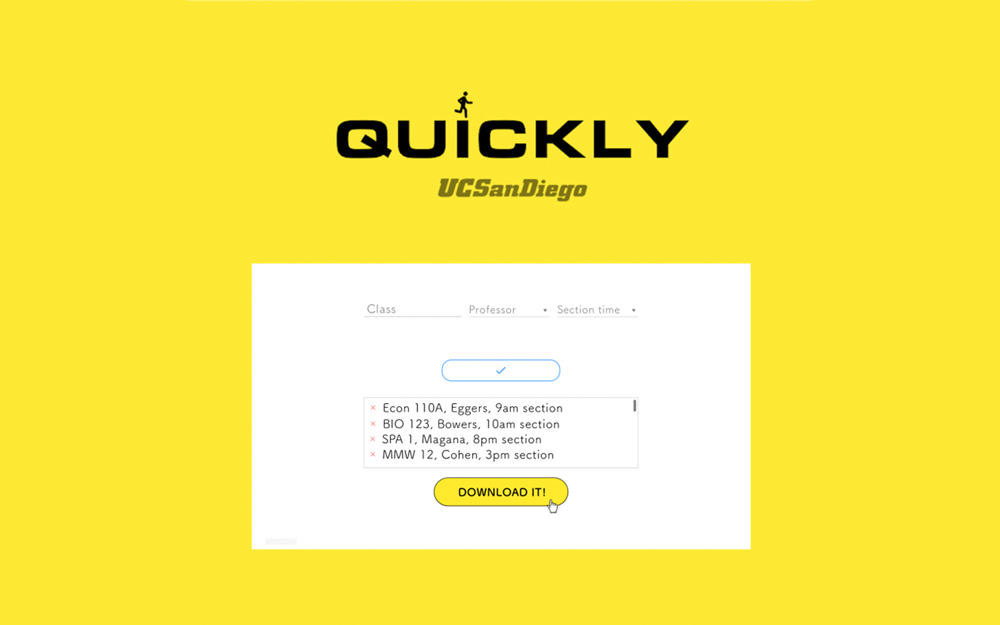 QUICKLY
UCSanDiego
Class Professor Section time
Econ 110A, Eggers, 9am section
BIO 123, Bowers, 10am section
SPA 1, Magana, 8pm section
MMW 12, Cohen, 3pm section
DOWNLOAD IT!